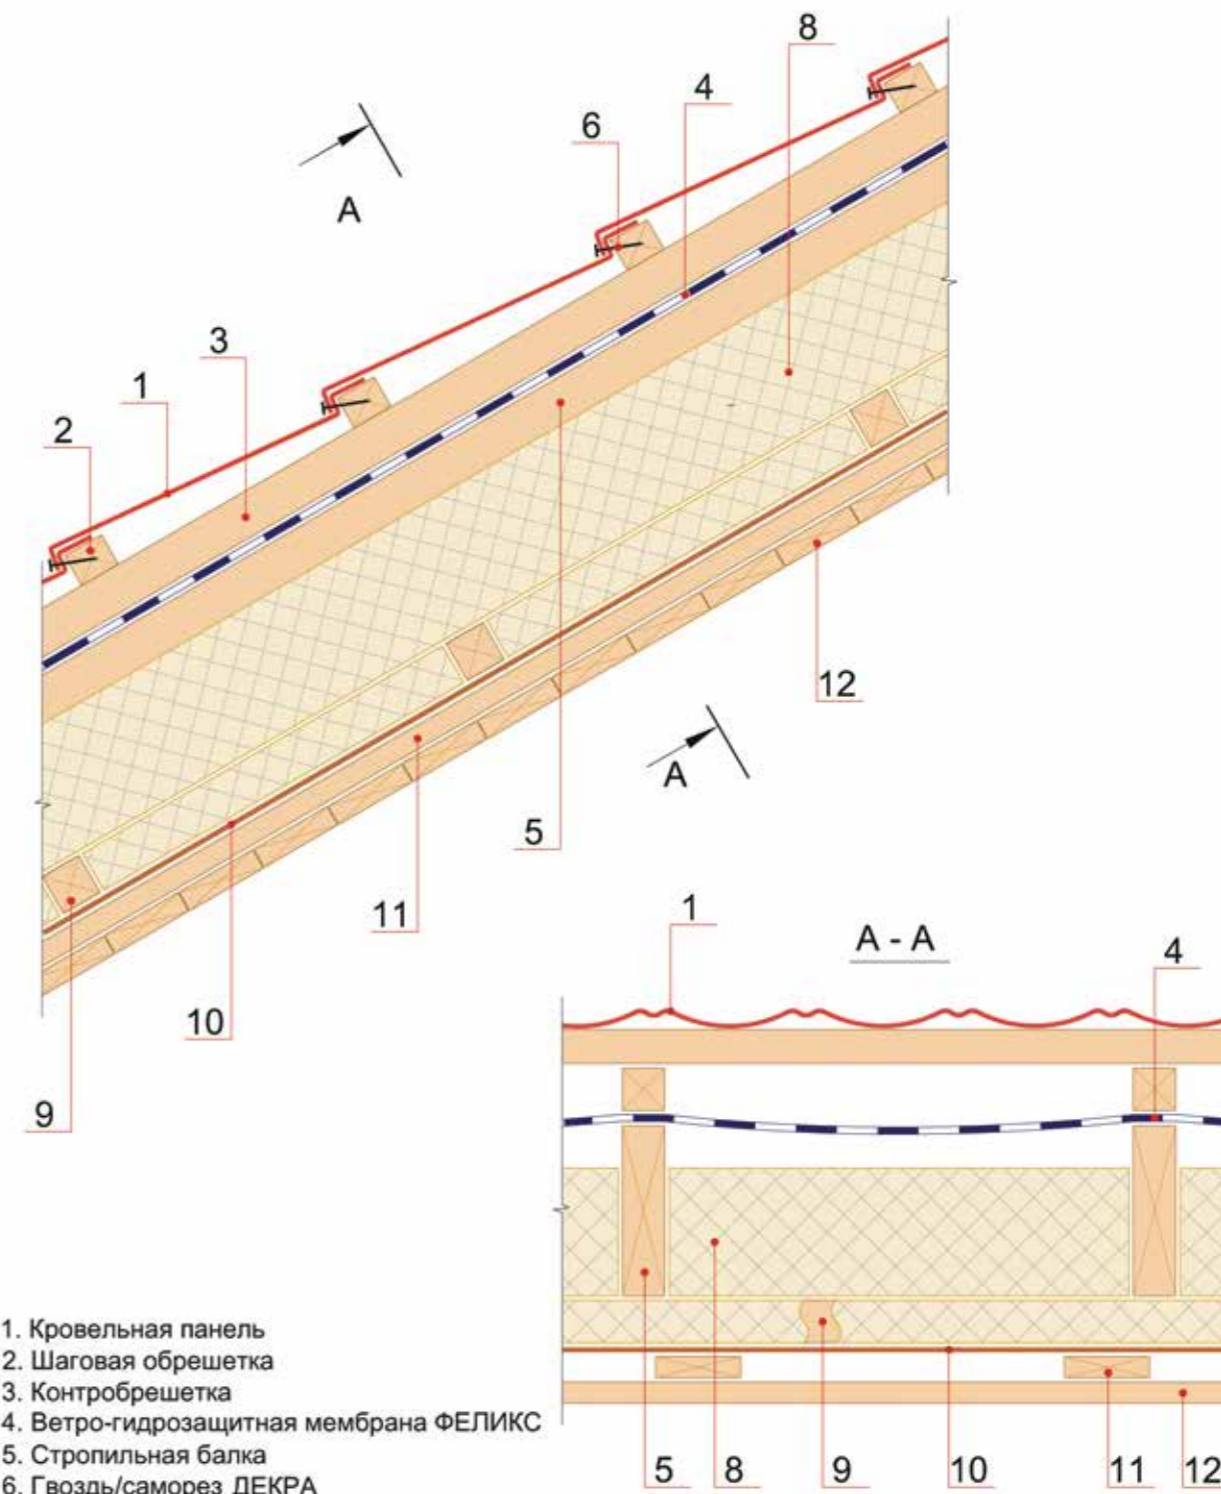 8
4
6
A
3
1
2
12
A
5
11
1
A - A
4
10
9
1. Кровельная панель
2. Шаговая обрешетка
3. Контробрешетка
4. Ветро-гидрозащитная мембрана ФЕЛИКС
5. Стропильная балка
6. Гвоздь/саморез ДЕКРА
5 8 9 10 11 12